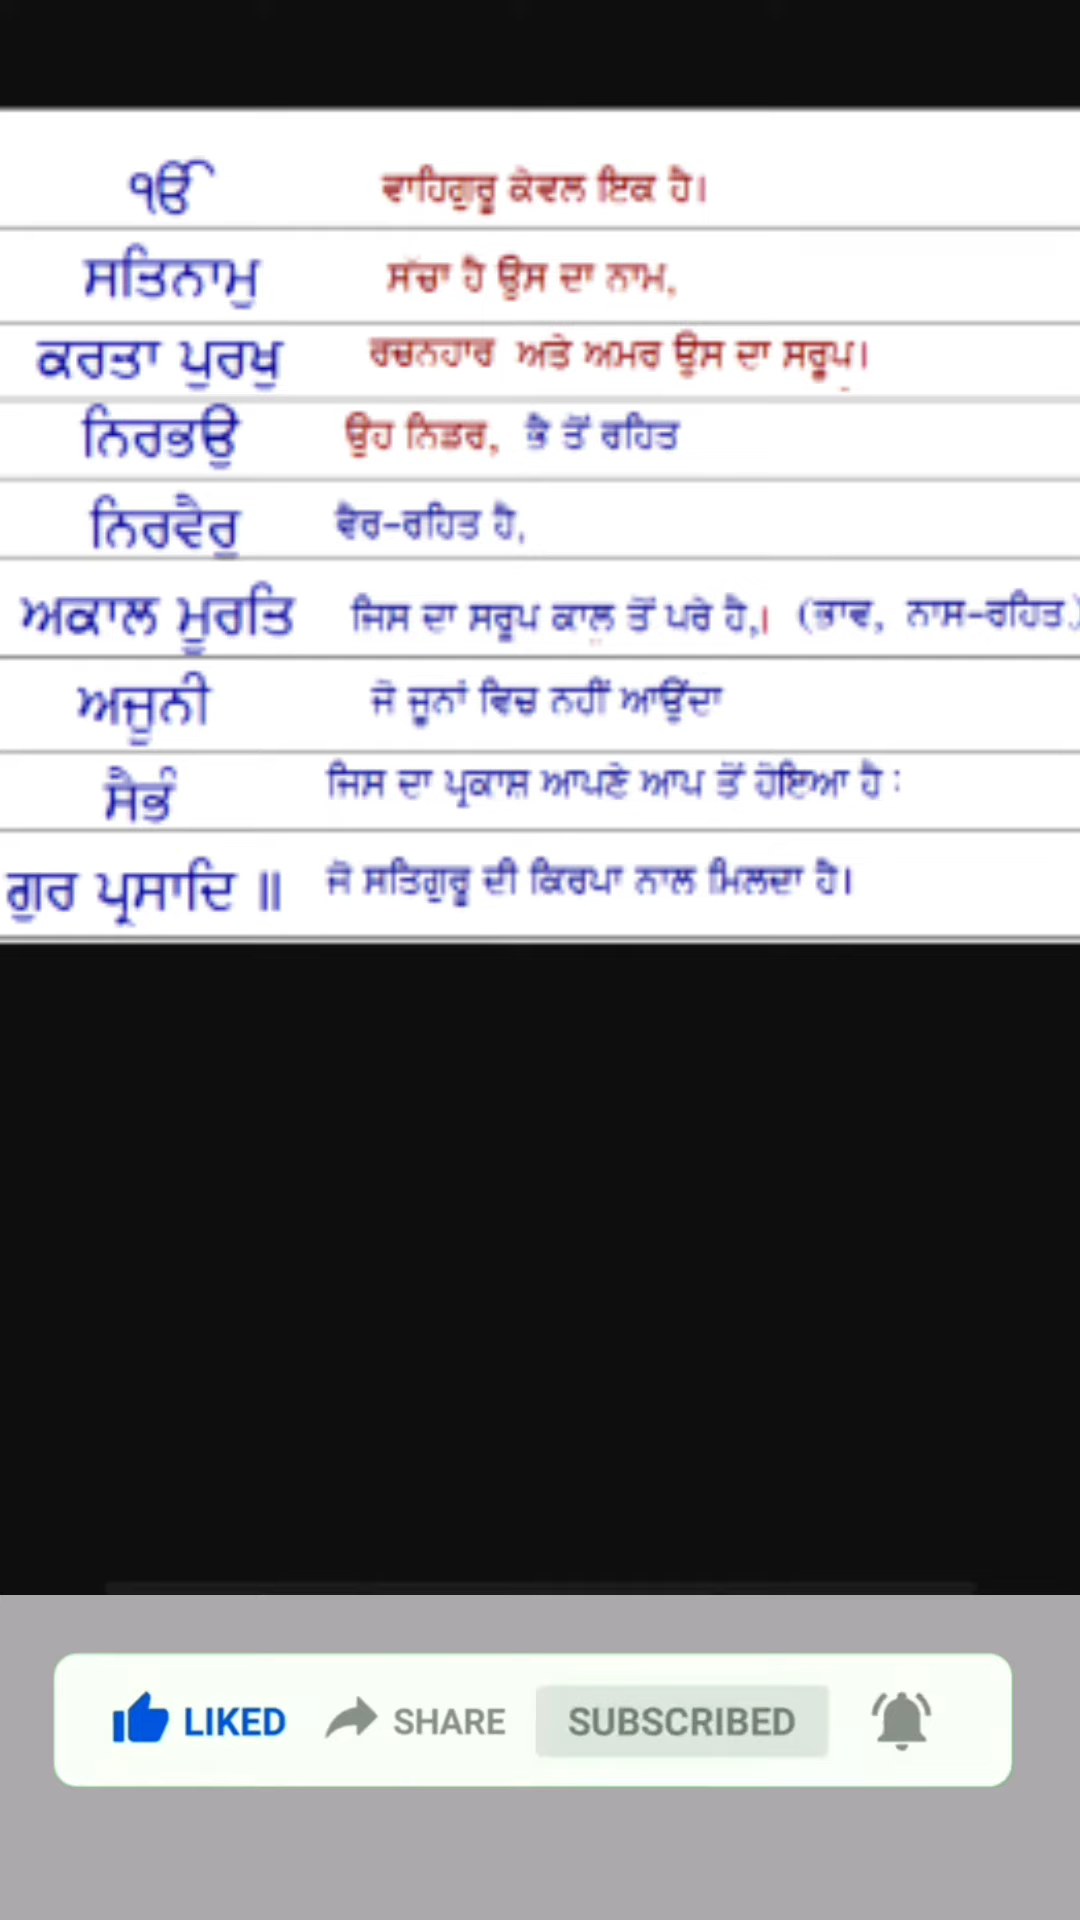 ੴ ਵਾਹਿਗੁਰੂ ਕੇਵਲ ਇਕ ਹੈ।
ਸਤਿਨਾਮੁ ਸੱਚਾ ਹੈ ਉਸ ਦਾ ਨਾਮ,
ਕਰਤਾ ਪੁਰਖੁ ਰਚਨਹਾਰ ਅਤੇ ਅਮਰ ਉਸ ਦਾ ਸਰੂਪ।
ਨਿਰਭਉ ਉਹ ਨਿਡਰ, ਭੈ ਤੋਂ ਰਹਿਤ
ਨਿਰਵੈਰੁ ਵੈਰ-ਰਹਿਤ ਹੈ,
ਅਕਾਲ ਮੂਰਤਿ ਜਿਸ ਦਾ ਸਰੂਪ ਕਾਲ ਤੋਂ ਪਰੇ ਹੈ,। (ਭਾਵ, ਨਾਸ-ਰਹਿਤ)
ਅਜੂਨੀ ਜੋ ਜੂਨਾਂ ਵਿਚ ਨਹੀਂ ਆਉਂਦਾ
ਸੈਭੰ ਜਿਸ ਦਾ ਪ੍ਰਕਾਸ਼ ਆਪਣੇ ਆਪ ਤੋਂ ਹੋਇਆ ਹੈ :
ਗੁਰ ਪ੍ਰਸਾਦਿ ॥ ਜੋ ਸਤਿਗੁਰੂ ਦੀ ਕਿਰਪਾ ਨਾਲ ਮਿਲਦਾ ਹੈ।
LIKED SHARE SUBSCRIBED